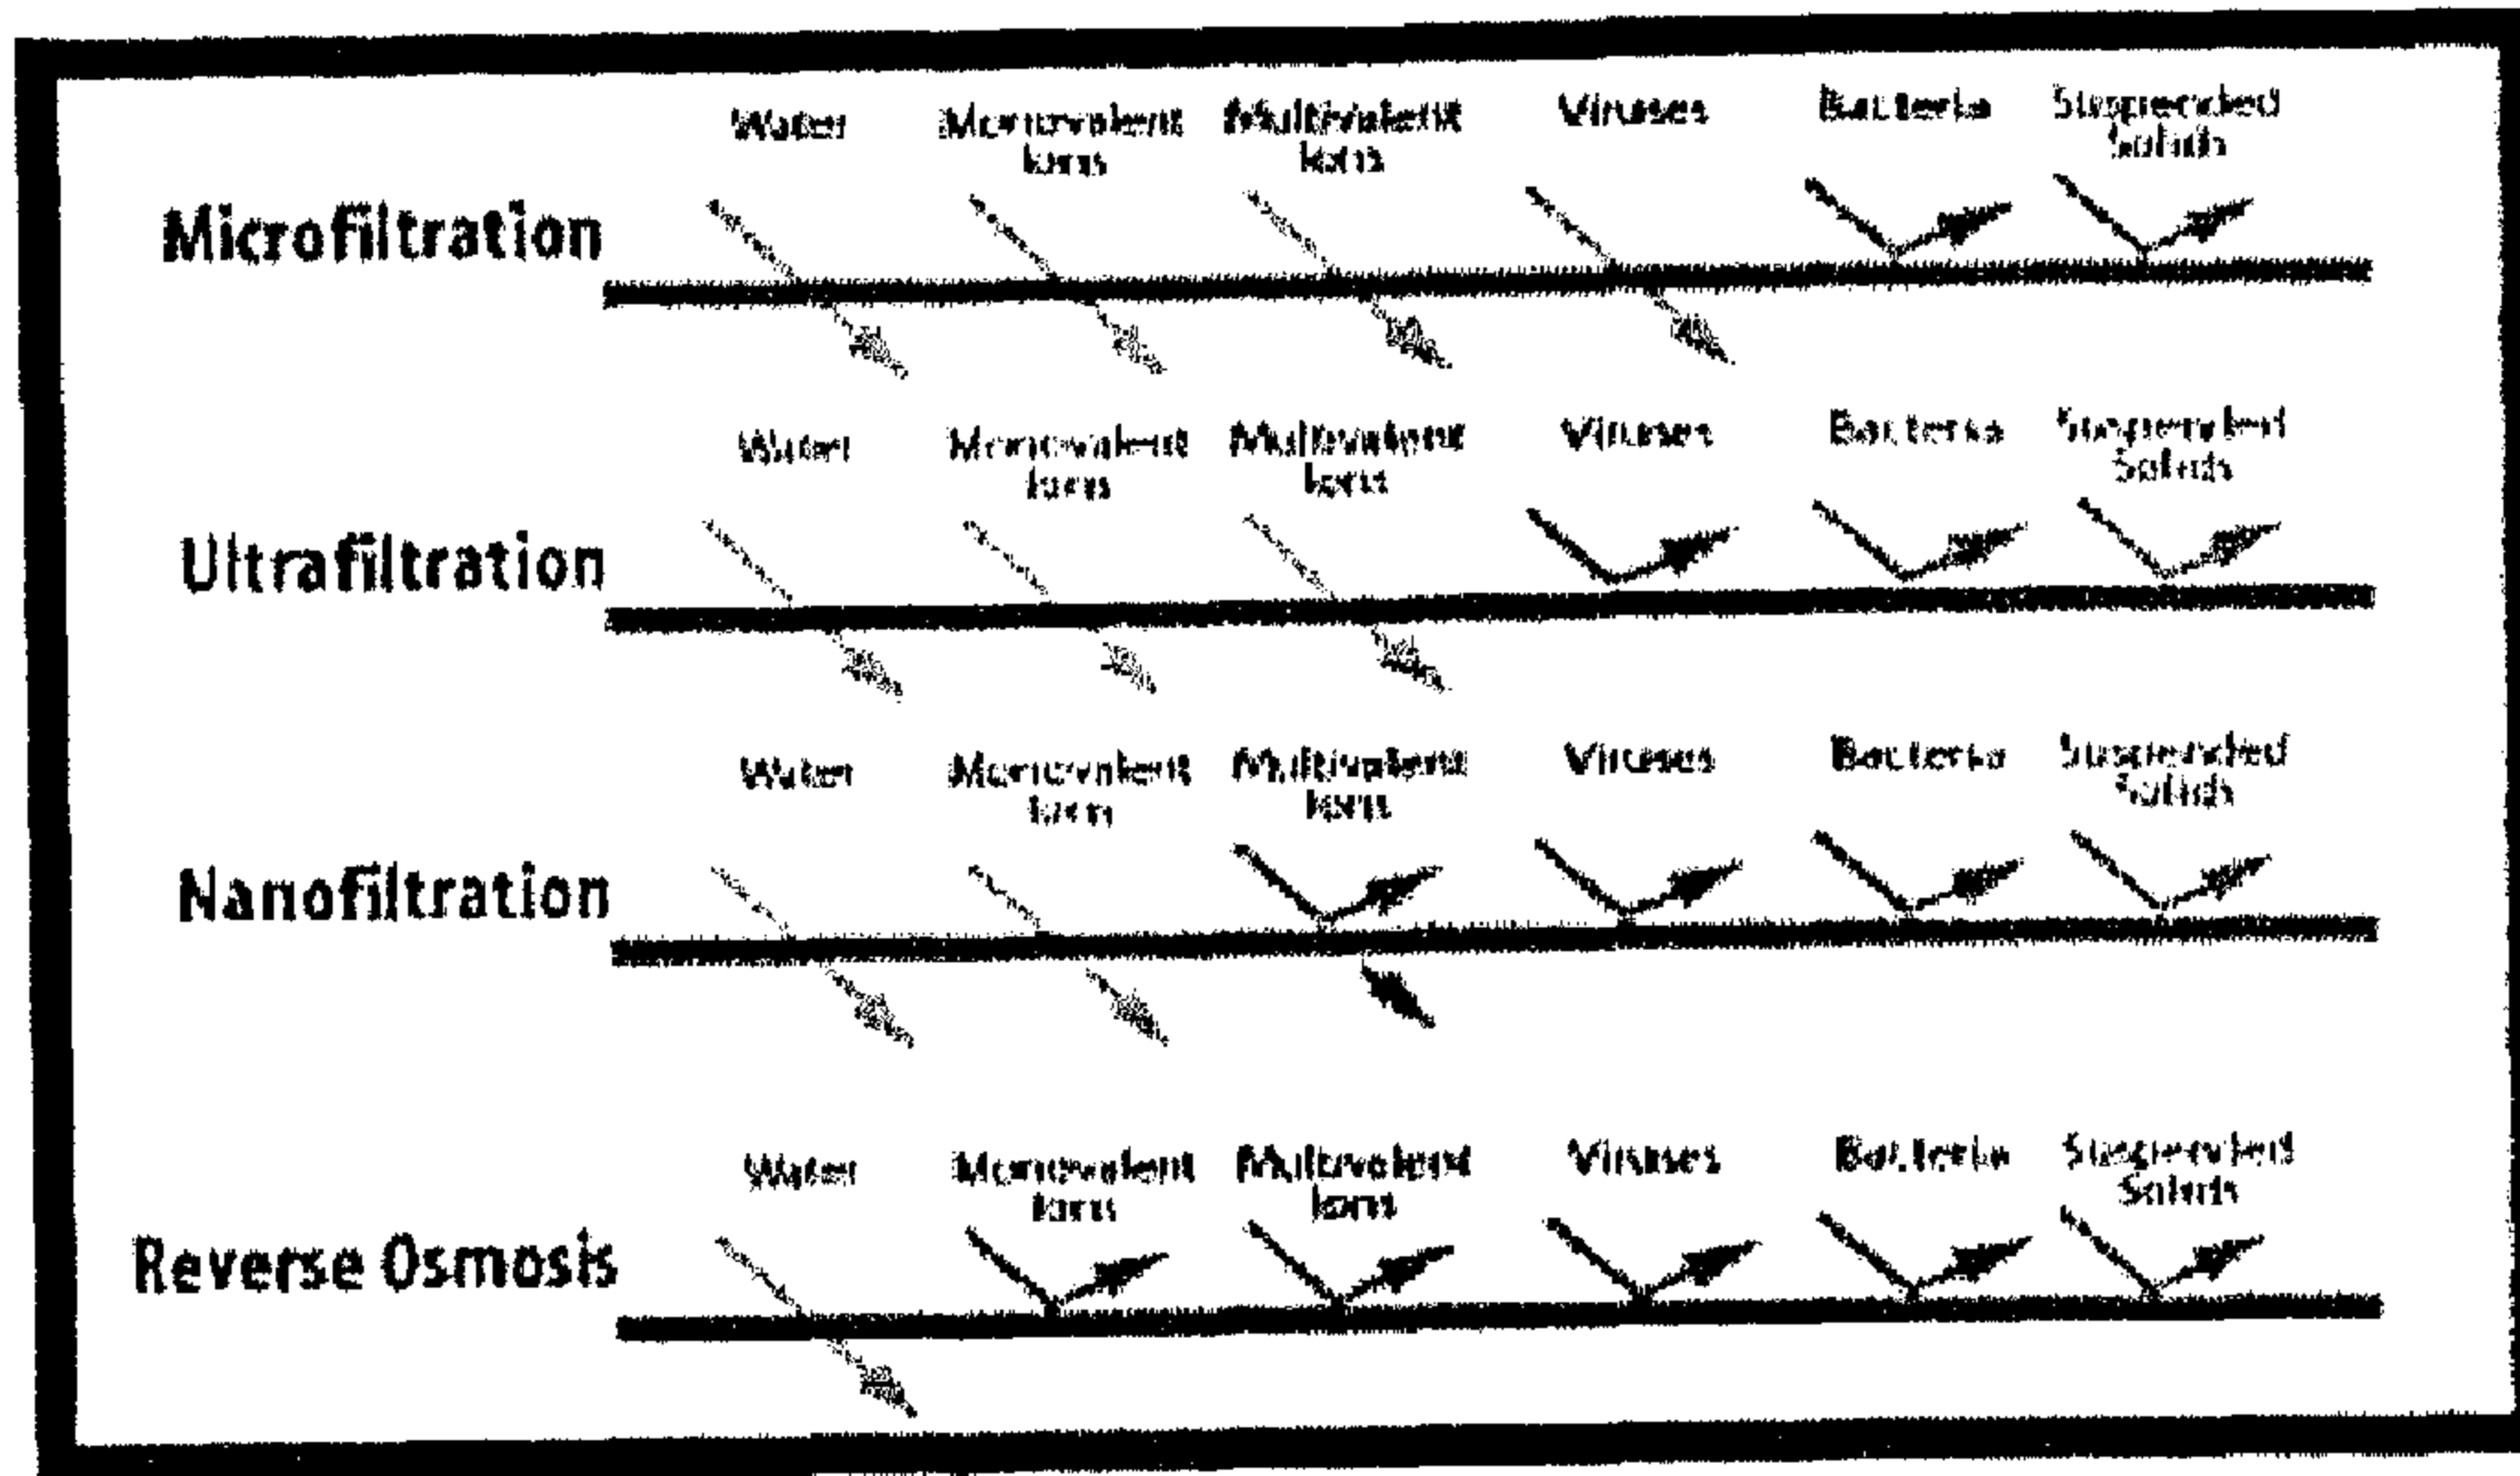 Water Monovalent Multivalent Viruses Bacteria Suspended
Ions Ions Solids
Microfiltration
Water Monovalent Multivalent Viruses Bacteria Suspended
Ions Ions Solids
Ultrafiltration
Water Monovalent Multivalent Viruses Bacteria Suspended
Ions Ions Solids
Nanofiltration
Water Monovalent Multivalent Viruses Bacteria Suspended
Ions Ions Solids
Reverse Osmosis